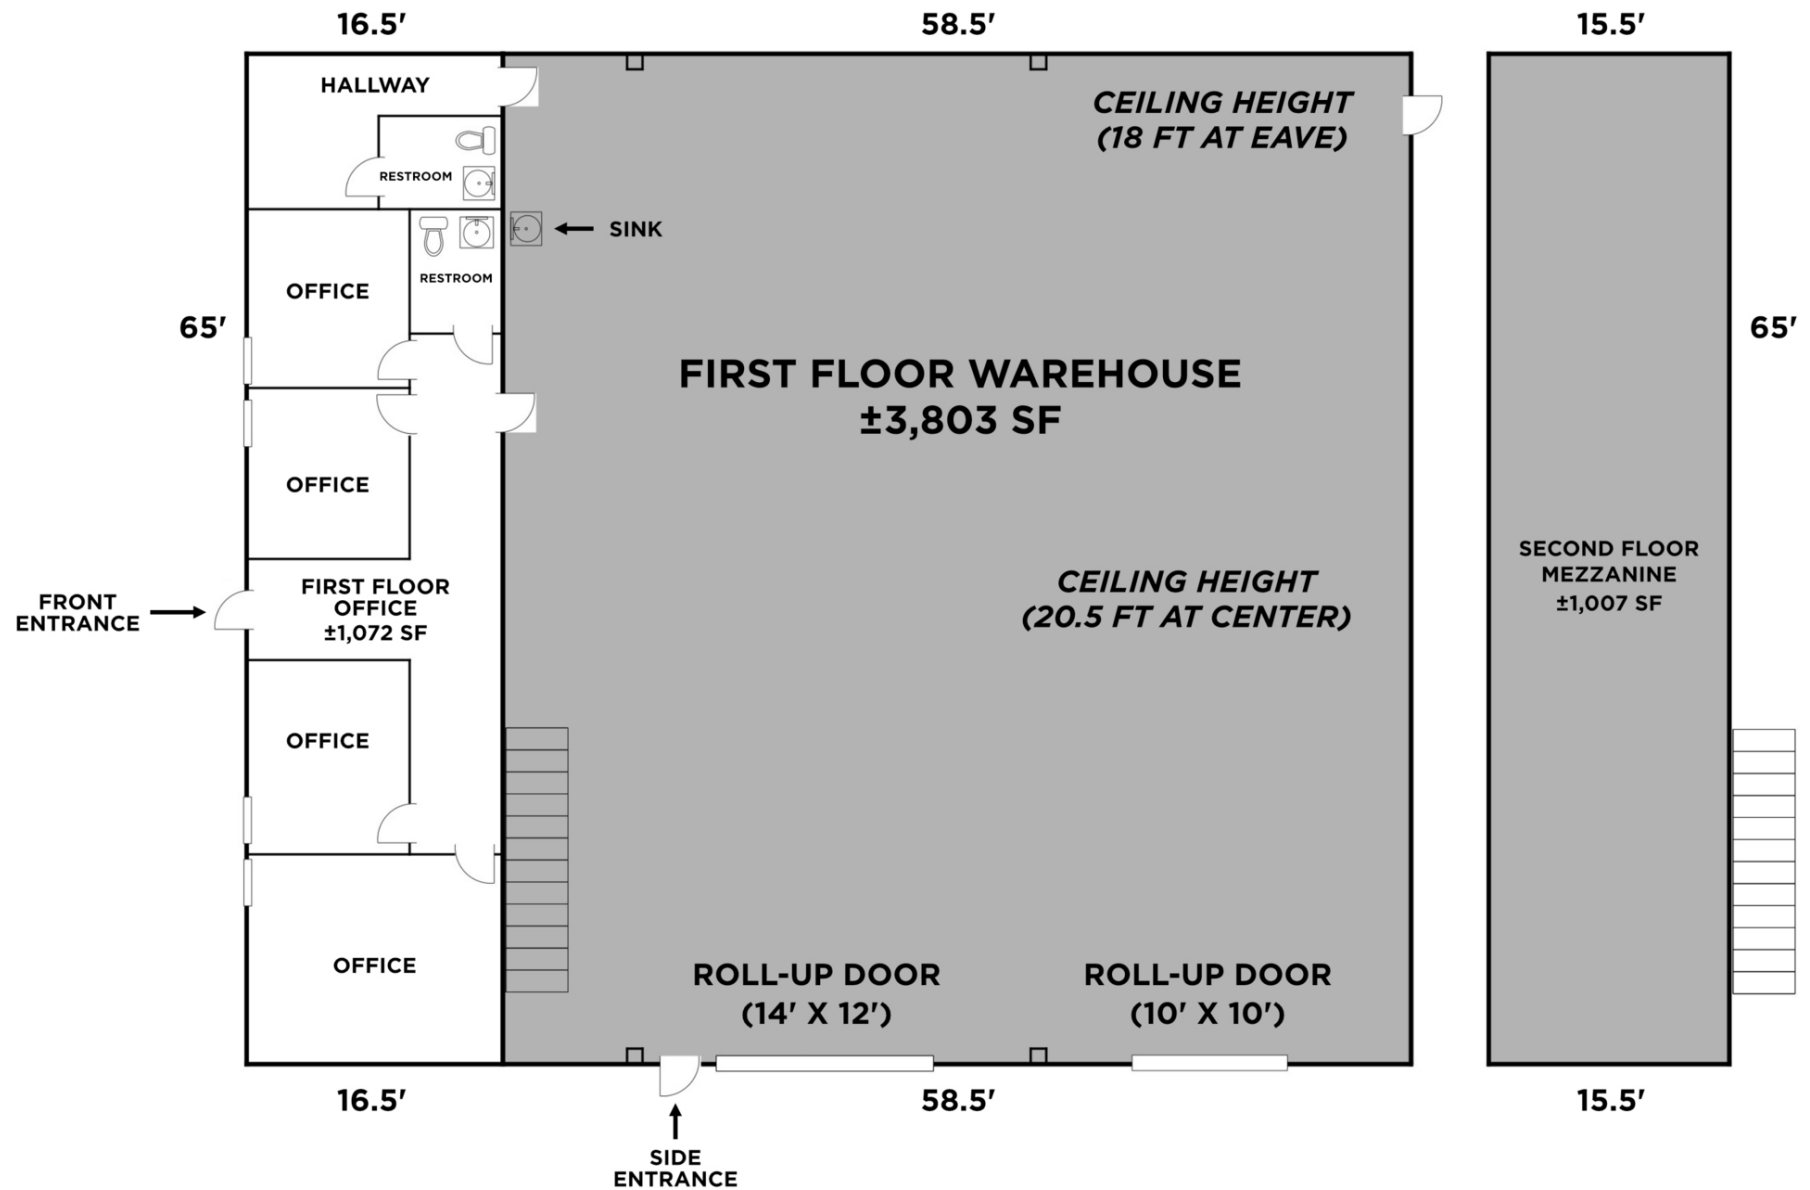 16.5'
58.5'
15.5'
HALLWAY
CEILING HEIGHT
(18 FT AT EAVE)
RESTROOM
SINK
RESTROOM
OFFICE
65'
65'
FIRST FLOOR WAREHOUSE
±3,803 SF
OFFICE
SECOND FLOOR
MEZZANINE
±1,007 SF
CEILING HEIGHT
(20.5 FT AT CENTER)
FIRST FLOOR
OFFICE
±1,072 SF
FRONT
ENTRANCE
OFFICE
OFFICE
ROLL-UP DOOR
(14' X 12')
ROLL-UP DOOR
(10' X 10')
16.5'
58.5'
15.5'
SIDE
ENTRANCE